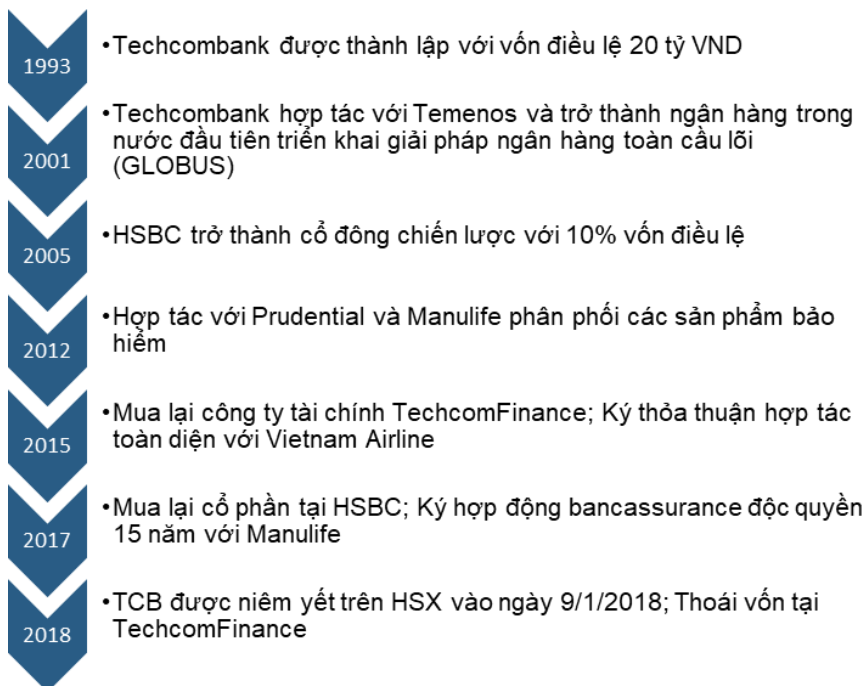 1993
•Techcombank được thành lập với vốn điều lệ 20 tỷ VND
2001
•Techcombank hợp tác với Temenos và trở thành ngân hàng trong
nước đầu tiên triển khai giải pháp ngân hàng toàn cầu lõi
(GLOBUS)
2005
•HSBC trở thành cổ đông chiến lược với 10% vốn điều lệ
2012
•Hợp tác với Prudential và Manulife phân phối các sản phẩm bảo
hiểm
2015
•Mua lại công ty tài chính TechcomFinance; Ký thỏa thuận hợp tác
toàn diện với Vietnam Airline
2017
•Mua lại cổ phần tại HSBC; Ký hợp động bancassurance độc quyền
15 năm với Manulife
2018
•TCB được niêm yết trên HSX vào ngày 9/1/2018; Thoái vốn tại
TechcomFinance